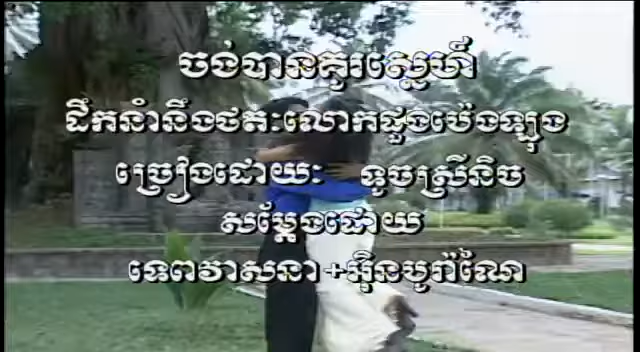 ចង់បានគូរស្នេហ៍
ដឹកនាំនឹងថតៈលោកដួងប៉េងឡុង
ច្រៀងដោយៈ ទូចស្រីនិច
សម្ដែងដោយ
ទេពវាសនា+អ៊ិនបូរ៉ាណៃ